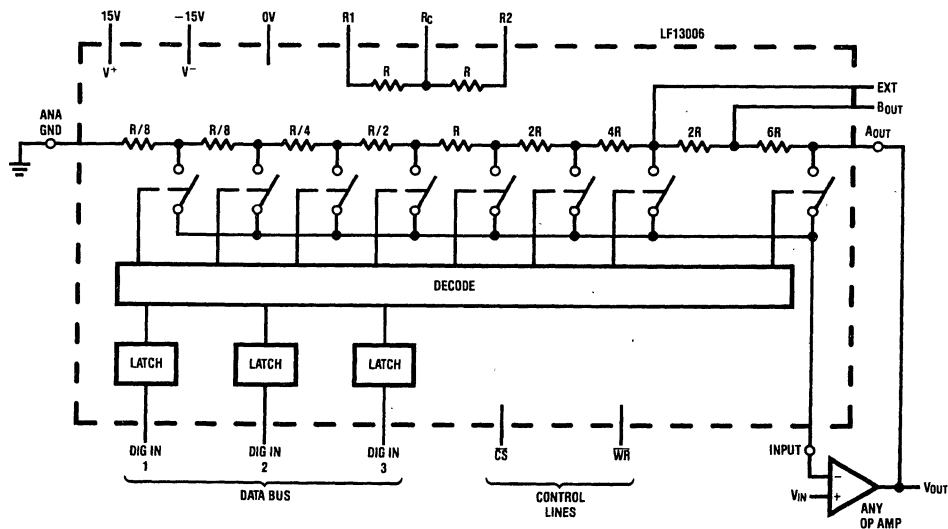 15V −15V 0V R1 RC R2
LF13006
V+ V−
R R
EXT
BOUT
AOUT
ANA
GND
R/8 R/8 R/4 R/2 R 2R 4R 2R 6R
DECODE
LATCH LATCH LATCH
DIG IN
1
DIG IN
2
DIG IN
3
CS WR
DATA BUS
CONTROL
LINES
INPUT
VIN
−
+
VOUT
ANY
OP AMP